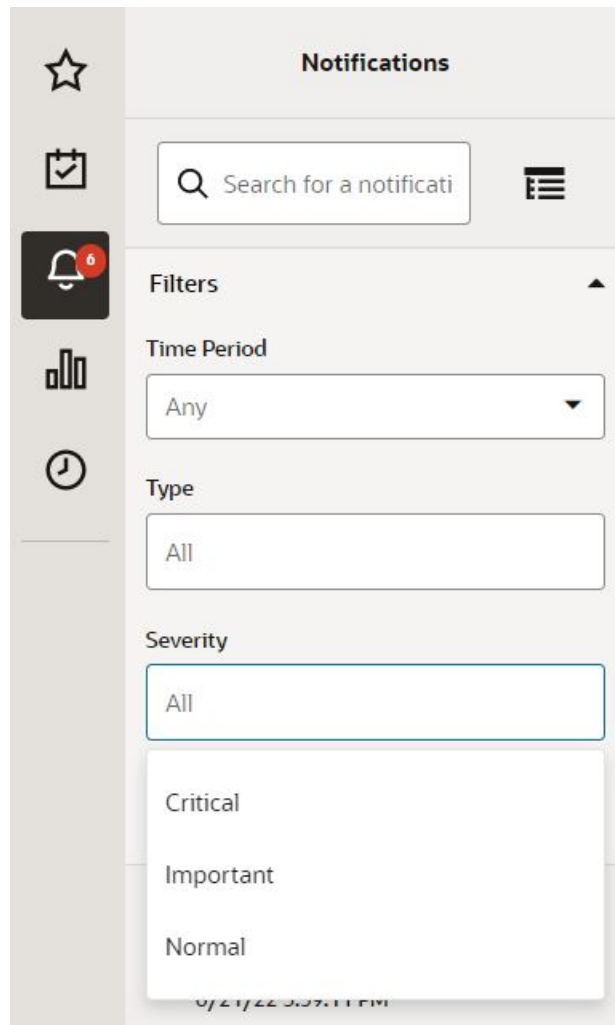 Notifications
Search for a notificati
6
Filters
Time Period
Any
Type
All
Severity
All
Critical
Important
Normal